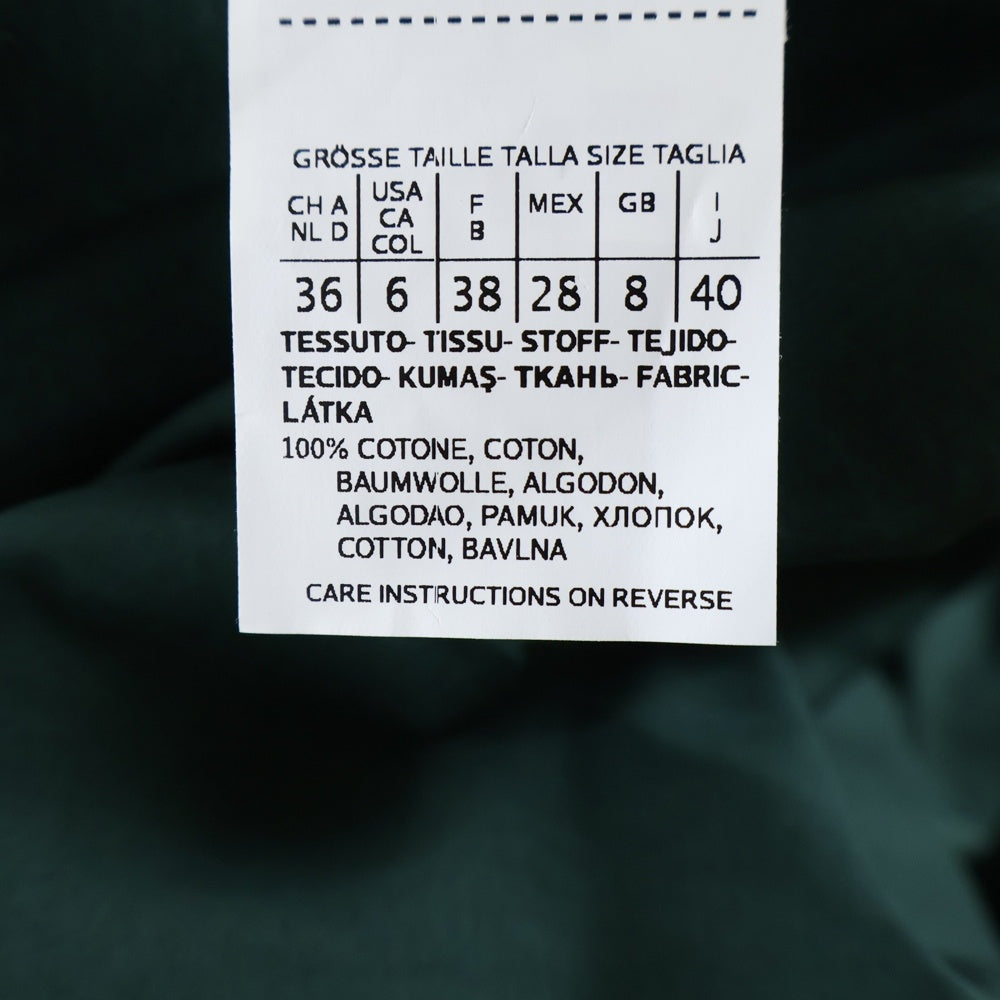 GRÖSSE TAILLE TALLA SIZE TAGLIA
CH A NL D | USA CA COL | F B | MEX | GB | I J
36 | 6 | 38 | 28 | 8 | 40
TESSUTO- TISSU- STOFF- TEJIDO-
TECIDO- KUMAŞ- ТКАНЬ- FABRIC-
LÁTKA
100% COTONE, COTON,
BAUMWOLLE, ALGODON,
ALGODAO, PAMUK, ХЛОПОК,
COTTON, BAVLNA
CARE INSTRUCTIONS ON REVERSE